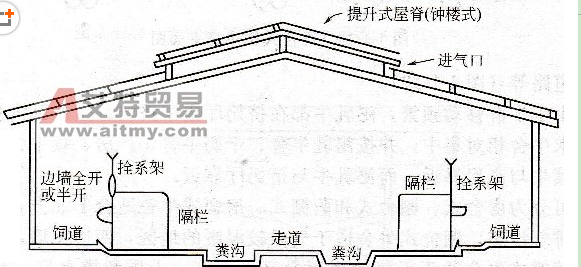 提升式屋脊(钟楼式)
进气口
艾特贸易
www.aitmy.com
边墙全开
或半开
拴系架
隔栏
饲道
粪沟
走道
粪沟
隔栏
拴系架
饲道